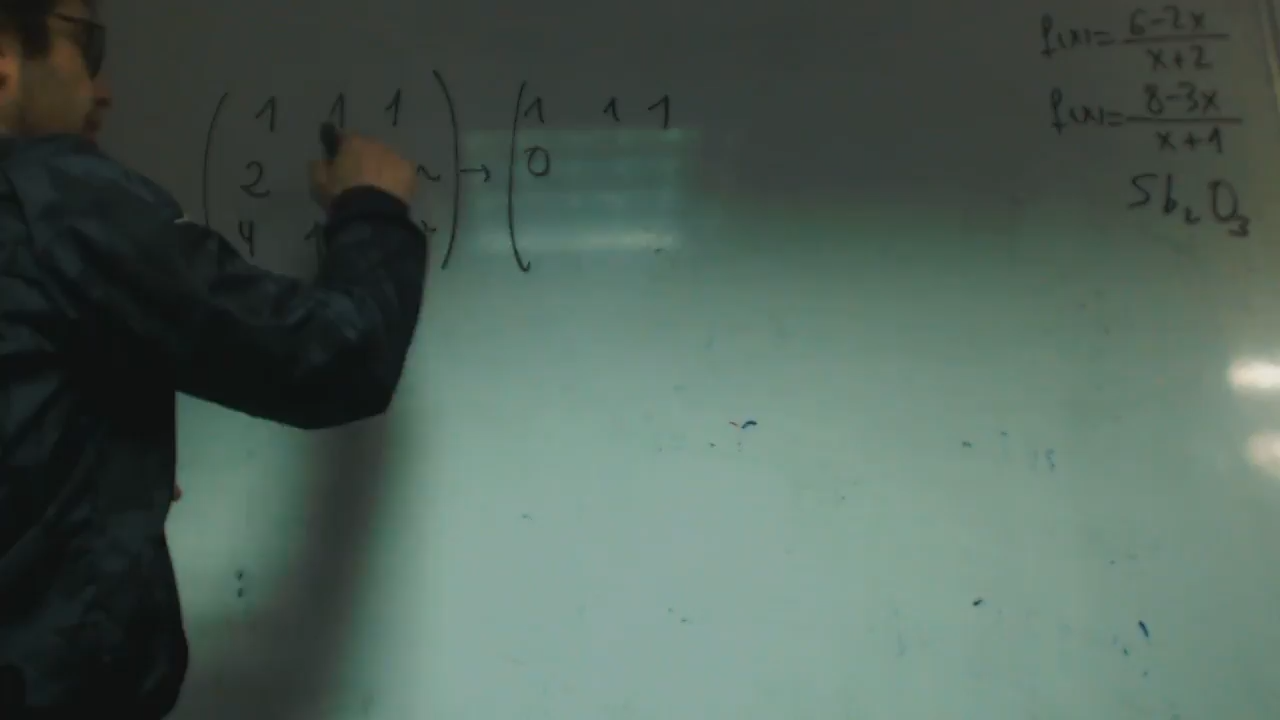 ( 1 1 1 ) → ( 1 1 1
2 0
4
f(x)= 6-2x / x+2
f(x)= 8-3x / x+1
Sb₂O₃